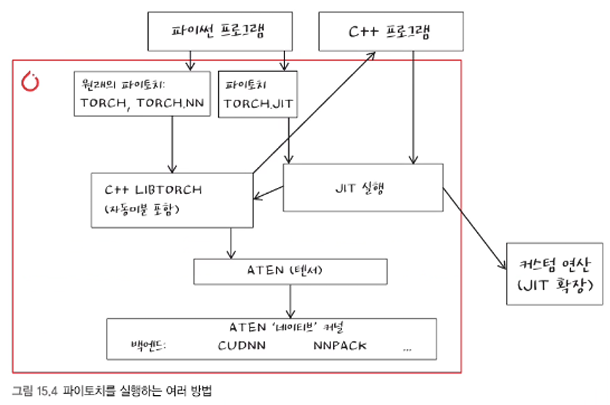 파이썬 프로그램
C++ 프로그램
원래의 파이토치:
TORCH, TORCH.NN
파이토치
TORCH.JIT
C++ LIBTORCH
(자동미분 포함)
JIT 실행
커스텀 연산
(JIT 확장)
ATEN (텐서)
ATEN '네이티브' 커널
백엔드: CUDNN NNPACK ...
그림 15.4 파이토치를 실행하는 여러 방법